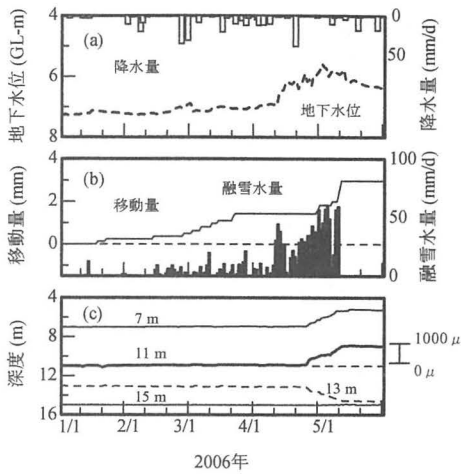 4
6
8
地下水位 (GL-m)
(a)
降水量
地下水位
0
50
降水量 (mm/d)
4
2
0
移動量 (mm)
(b)
移動量
融雪水量
100
50
0
融雪水量 (mm/d)
4
6
9
12
16
深度 (m)
(c)
7 m
11 m
13 m
15 m
1000 μ
0 μ
1/1
2/1
3/1
4/1
5/1
2006年